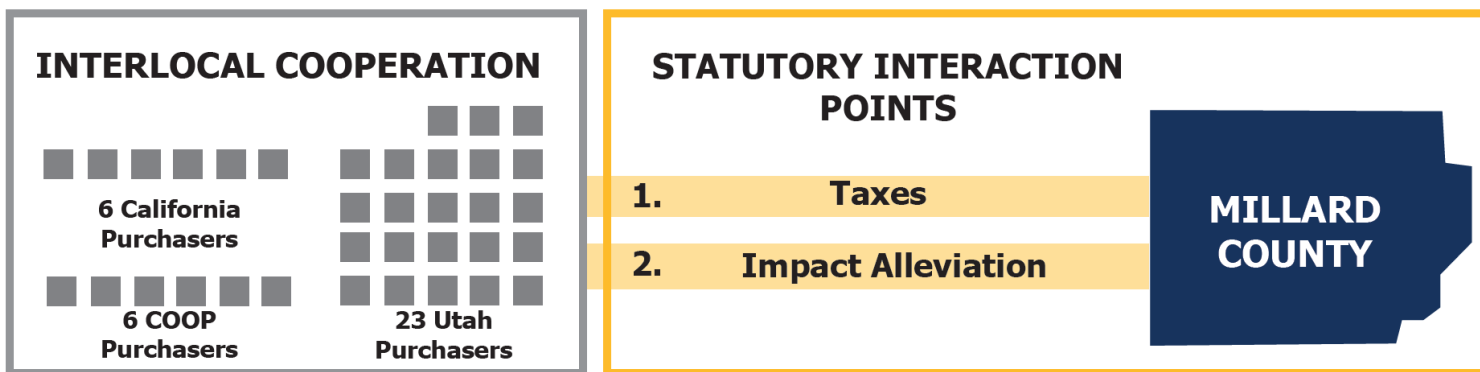 INTERLOCAL COOPERATION
6 California
Purchasers
6 COOP
Purchasers
23 Utah
Purchasers
STATUTORY INTERACTION
POINTS
1. Taxes
2. Impact Alleviation
MILLARD
COUNTY